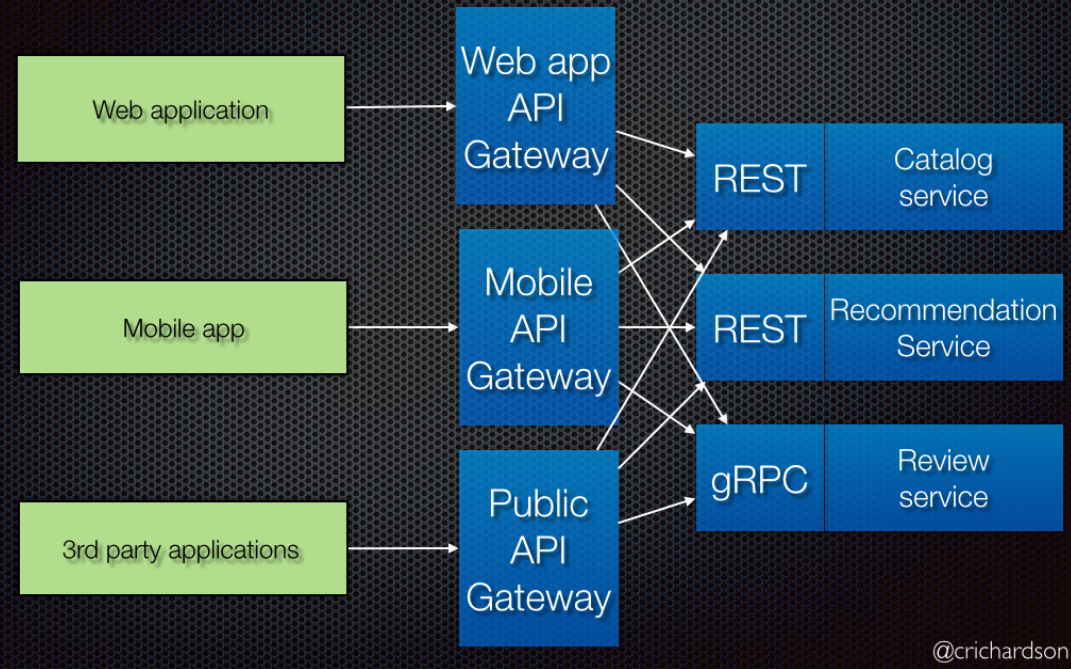 Web application
Web app
API
Gateway
REST
Catalog
service
Mobile app
Mobile
API
Gateway
REST
Recommendation
Service
3rd party applications
Public
API
Gateway
gRPC
Review
service
@crichardson